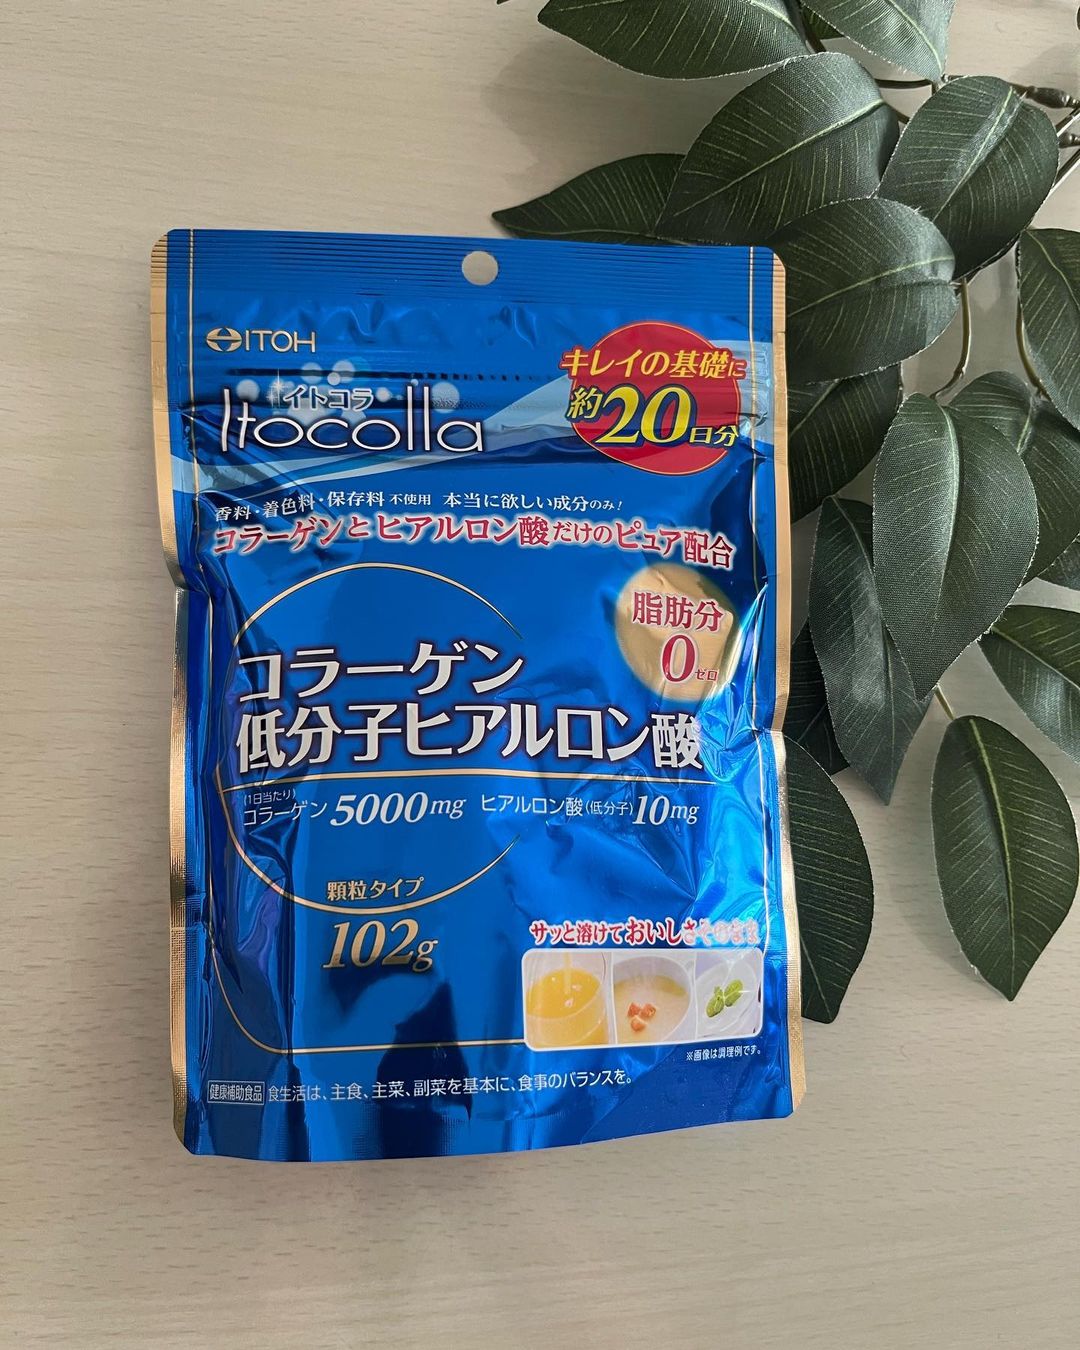 ITOH
イトコラ
Itocolla
キレイの基礎に
約20日分
香料・着色料・保存料 不使用 本当に欲しい成分のみ!
コラーゲンとヒアルロン酸だけのピュア配合
脂肪分
0ゼロ
コラーゲン
低分子ヒアルロン酸
(1日当たり)
コラーゲン5000mg ヒアルロン酸(低分子)10mg
顆粒タイプ
102g
サッと溶けておいしさそのまま
※画像は調理例です。
健康補助食品 食生活は、主食、主菜、副菜を基本に、食事のバランスを。